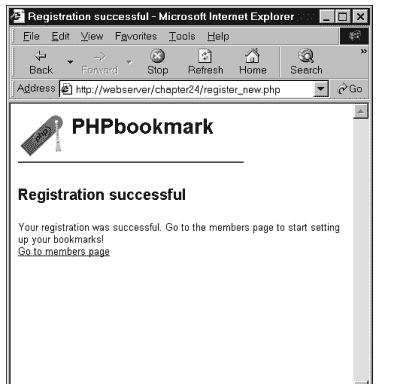 Registration successful - Microsoft Internet Explorer
File Edit View Favorites Tools Help
Back Forward Stop Refresh Home Search »
Address http://webserver/chapter24/register_new.php Go
php PHPbookmark
Registration successful
Your registration was successful. Go to the members page to start setting
up your bookmarks!
Go to members page